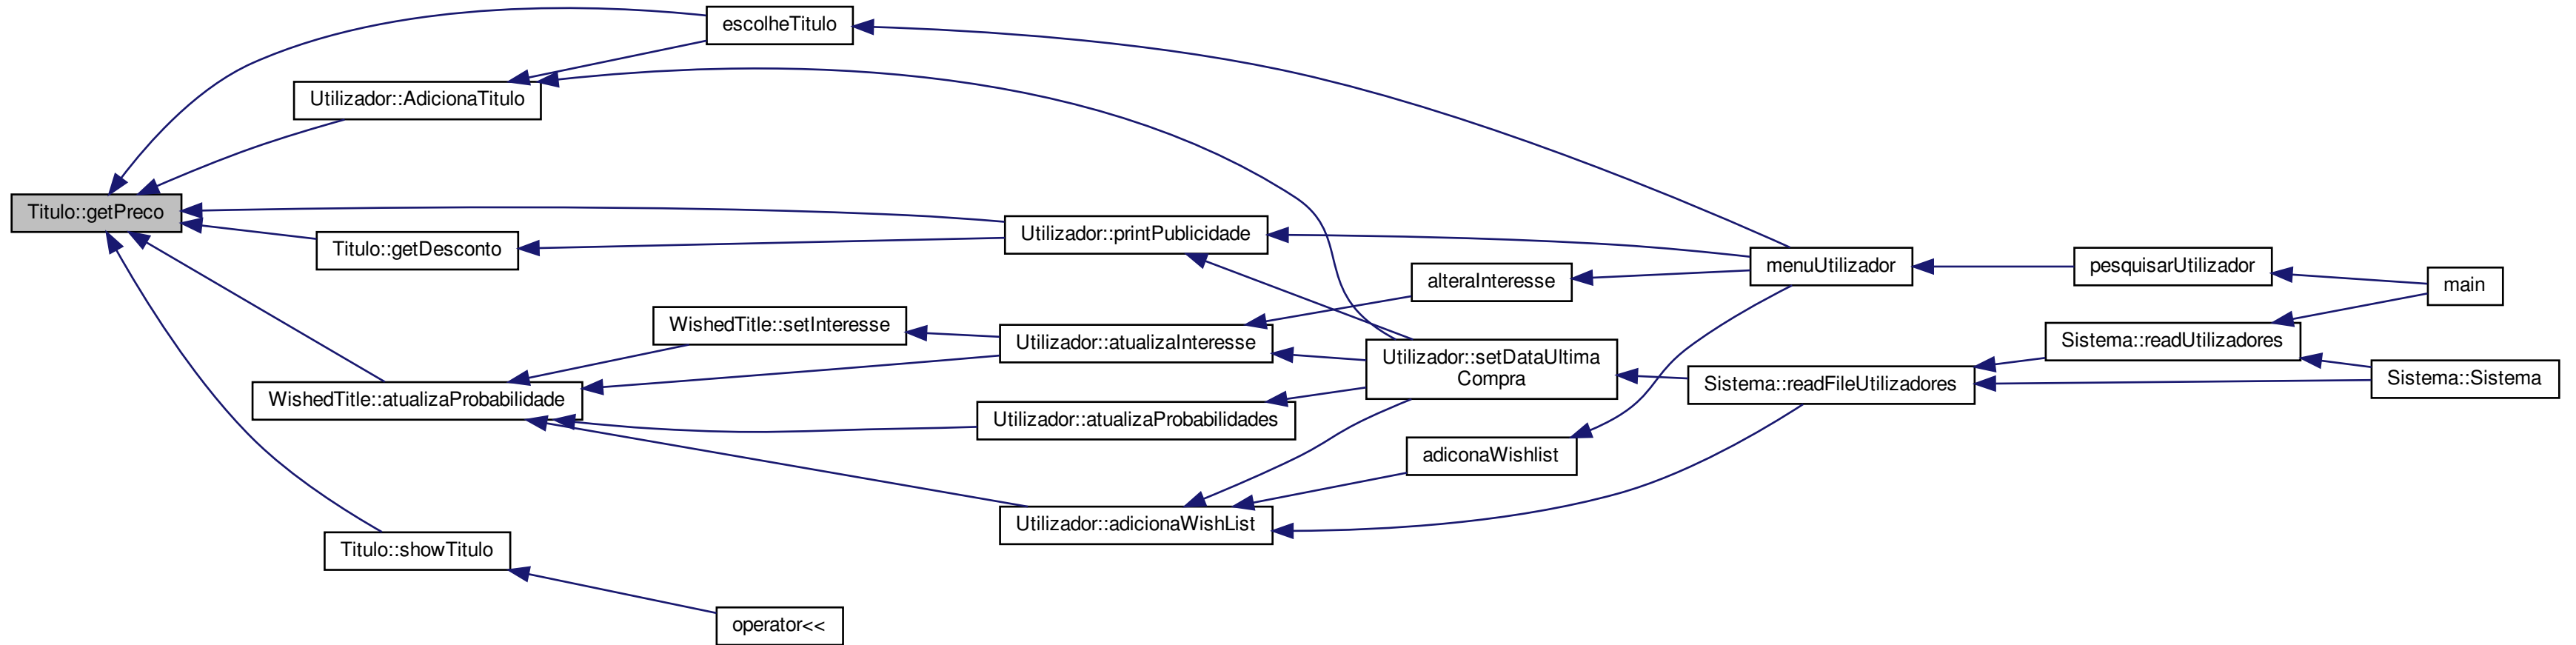 escolheTitulo
Utilizador::AdicionaTitulo
Titulo::getPreco
Utilizador::printPublicidade
Titulo::getDesconto
menuUtilizador
pesquisarUtilizador
alteraInteresse
main
WishedTitle::setInteresse
Utilizador::atualizaInteresse
Sistema::readUtilizadores
Utilizador::setDataUltima
Compra
Sistema::readFileUtilizadores
Sistema::Sistema
WishedTitle::atualizaProbabilidade
Utilizador::atualizaProbabilidades
adiconaWishlist
Utilizador::adicionaWishList
Titulo::showTitulo
operator<<